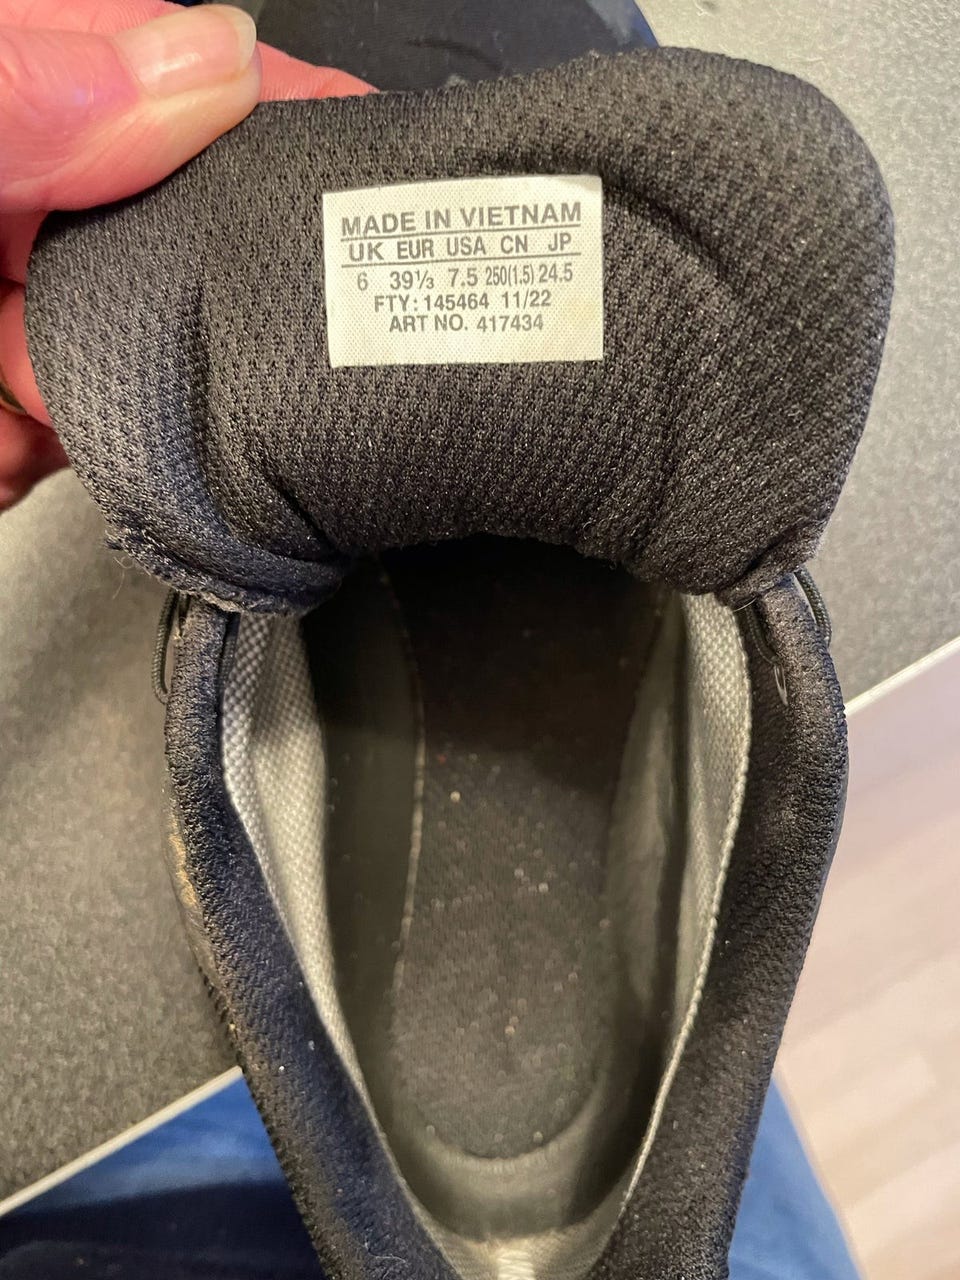 MADE IN VIETNAM
UK EUR USA CN JP
6 39⅓ 7.5 250(1.5) 24.5
FTY: 145464 11/22
ART NO. 417434